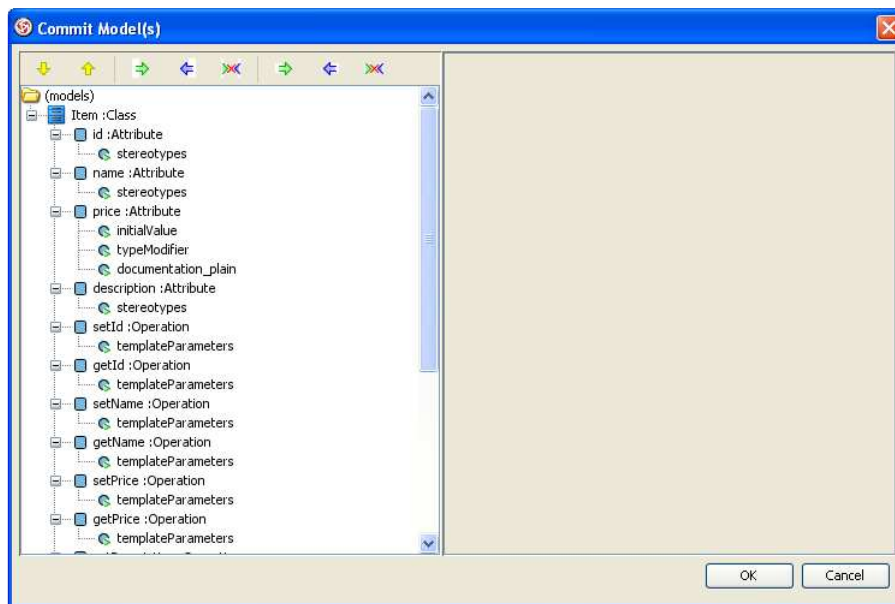 Commit Model(s)
(models)
Item :Class
id :Attribute
stereotypes
name :Attribute
stereotypes
price :Attribute
initialValue
typeModifier
documentation_plain
description :Attribute
stereotypes
setId :Operation
templateParameters
getId :Operation
templateParameters
setName :Operation
templateParameters
getName :Operation
templateParameters
setPrice :Operation
templateParameters
getPrice :Operation
templateParameters
OK
Cancel